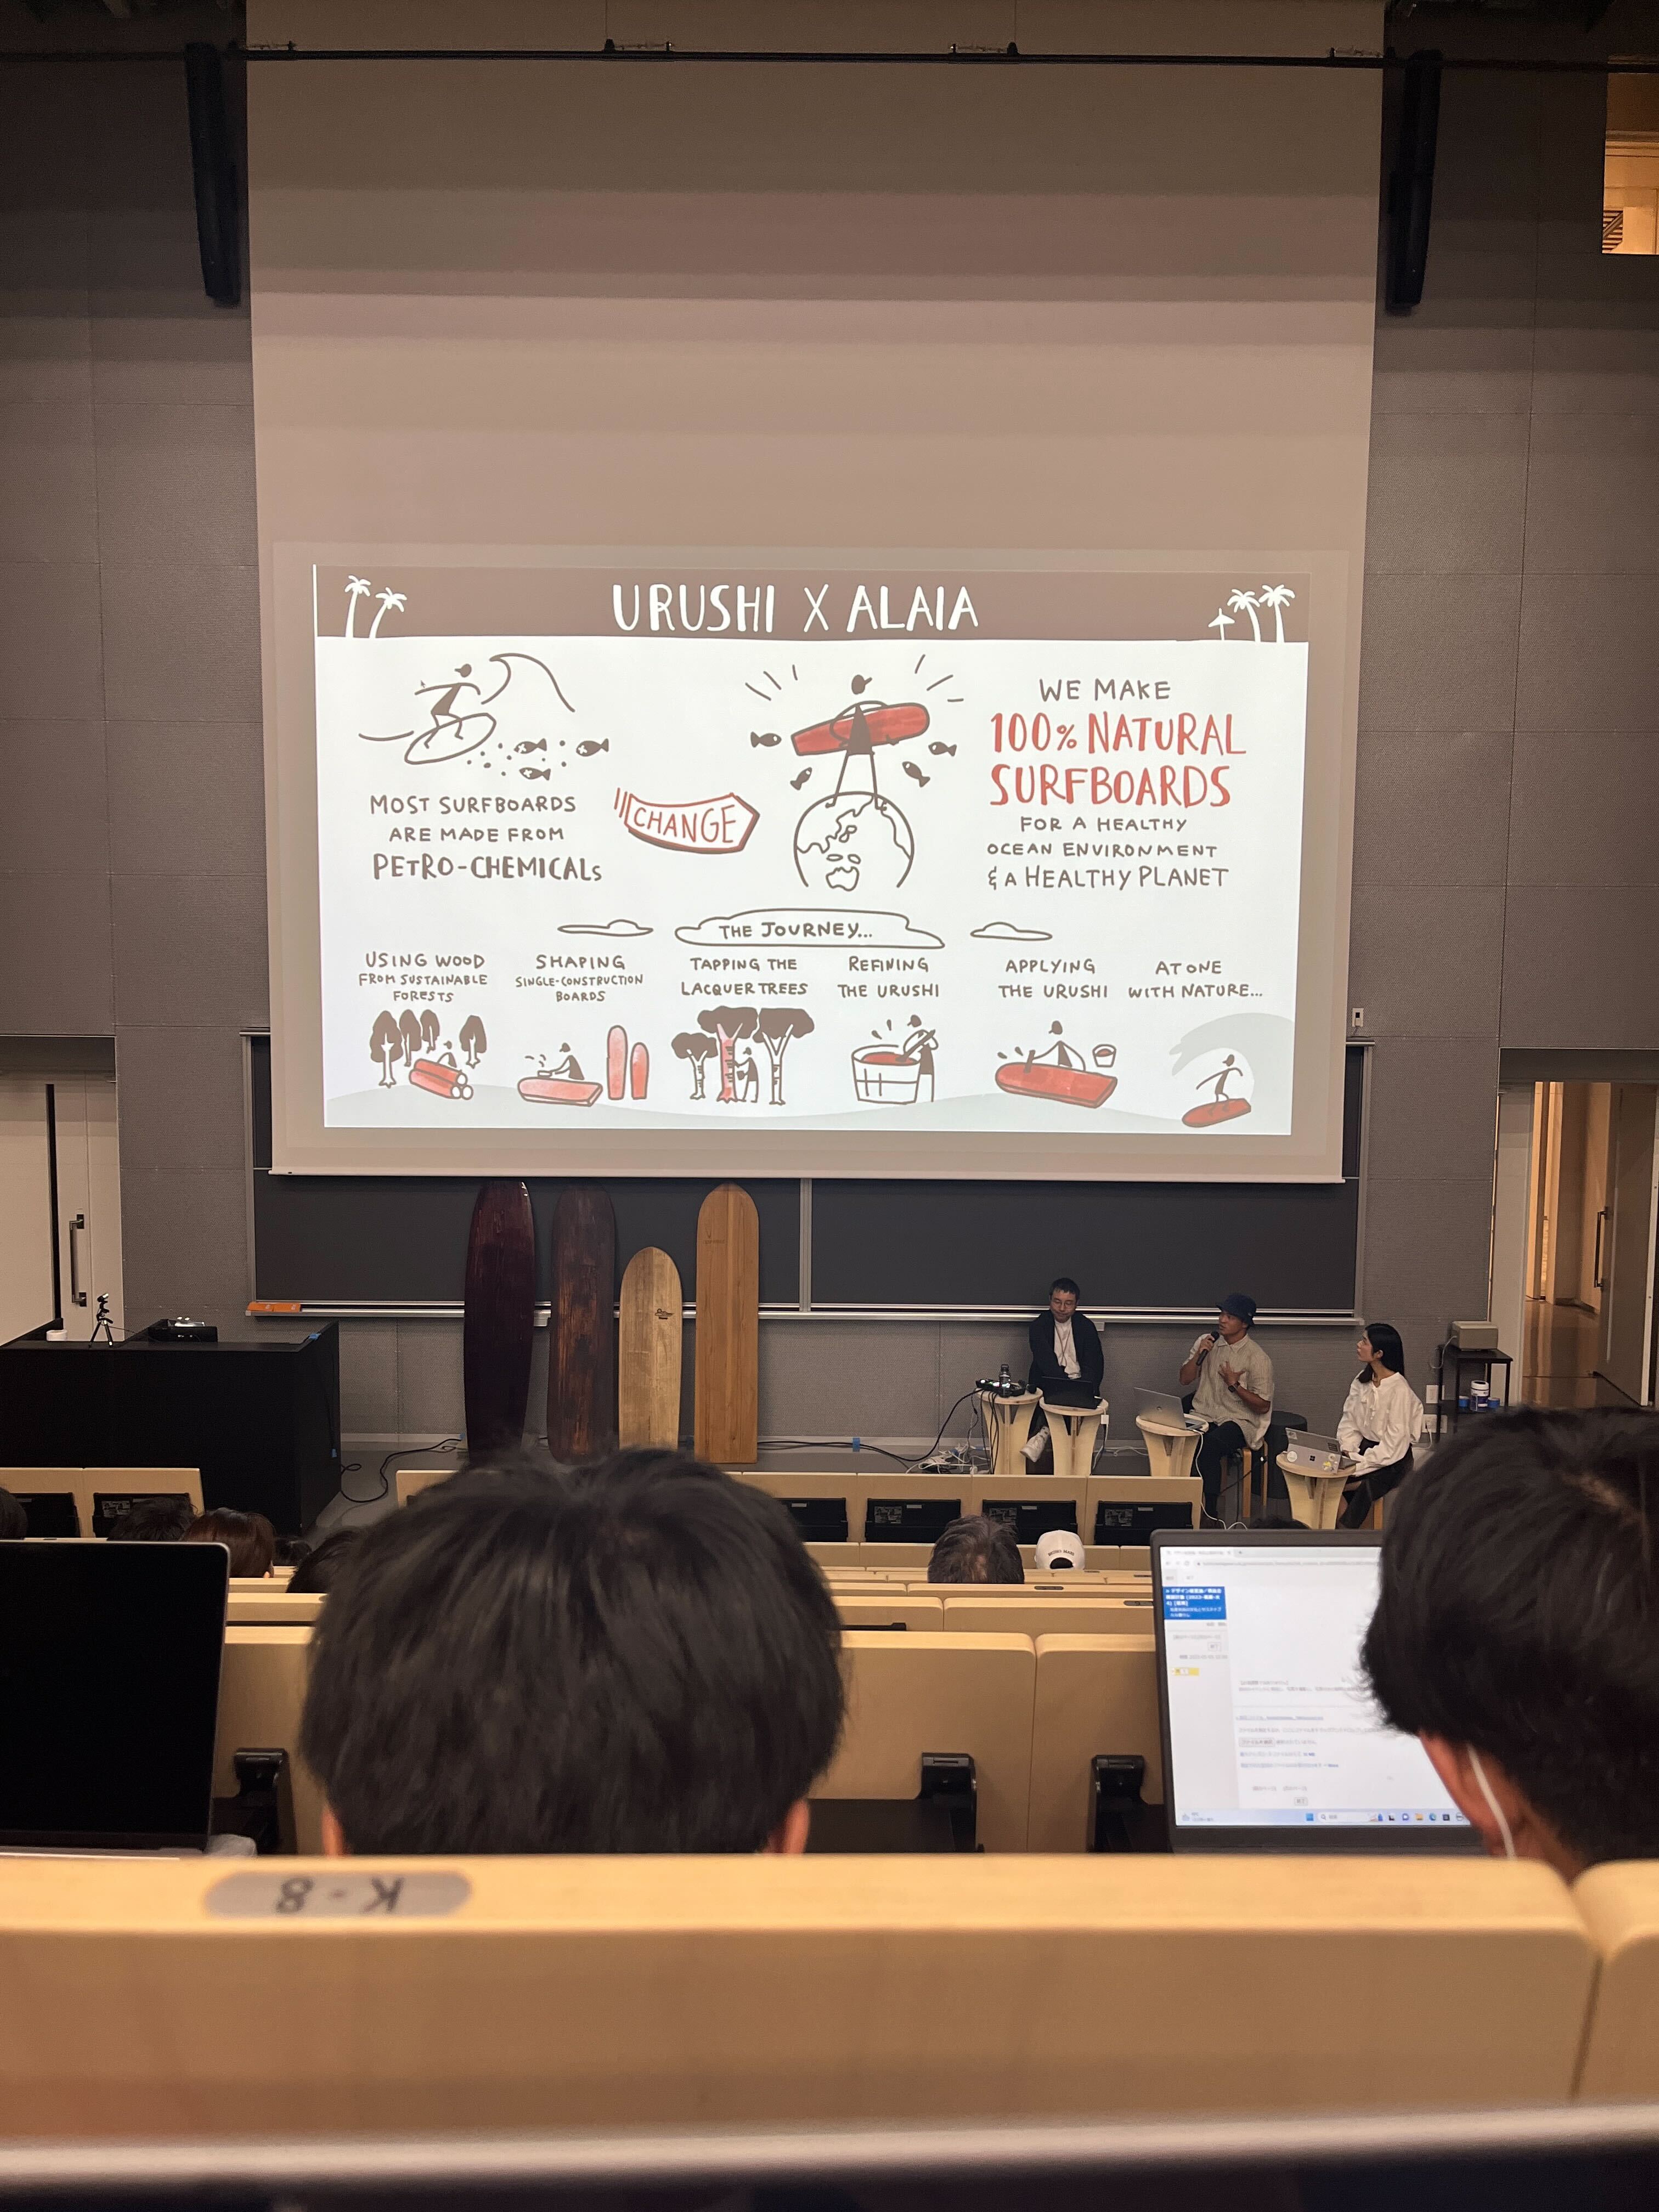 URUSHI X ALAIA
MOST SURFBOARDS
ARE MADE FROM
PETRO-CHEMICALS
CHANGE
WE MAKE
100% NATURAL
SURFBOARDS
FOR A HEALTHY
OCEAN ENVIRONMENT
& A HEALTHY PLANET
THE JOURNEY...
USING WOOD
FROM SUSTAINABLE
FORESTS
SHAPING
SINGLE-CONSTRUCTION
BOARDS
TAPPING THE
LACQUER TREES
REFINING
THE URUSHI
APPLYING
THE URUSHI
AT ONE
WITH NATURE...
K-8